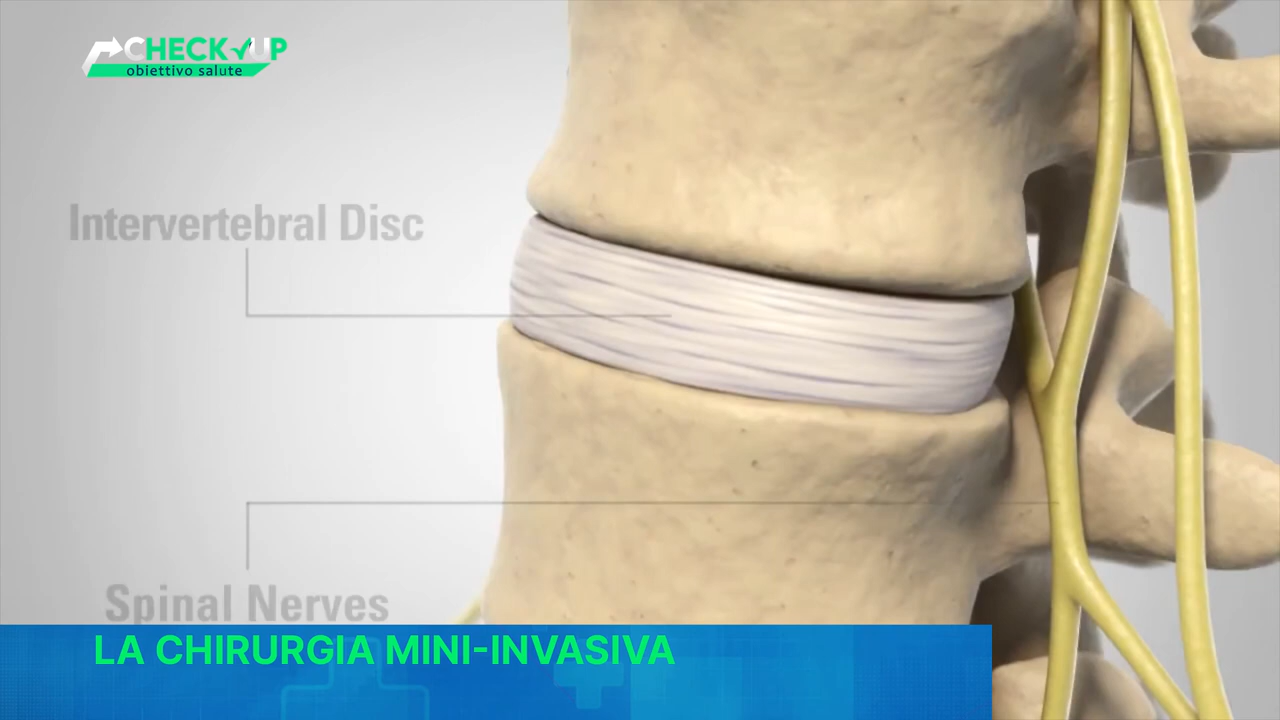 CHECK UP
obiettivo salute
Intervertebral Disc
Spinal Nerves
LA CHIRURGIA MINI-INVASIVA